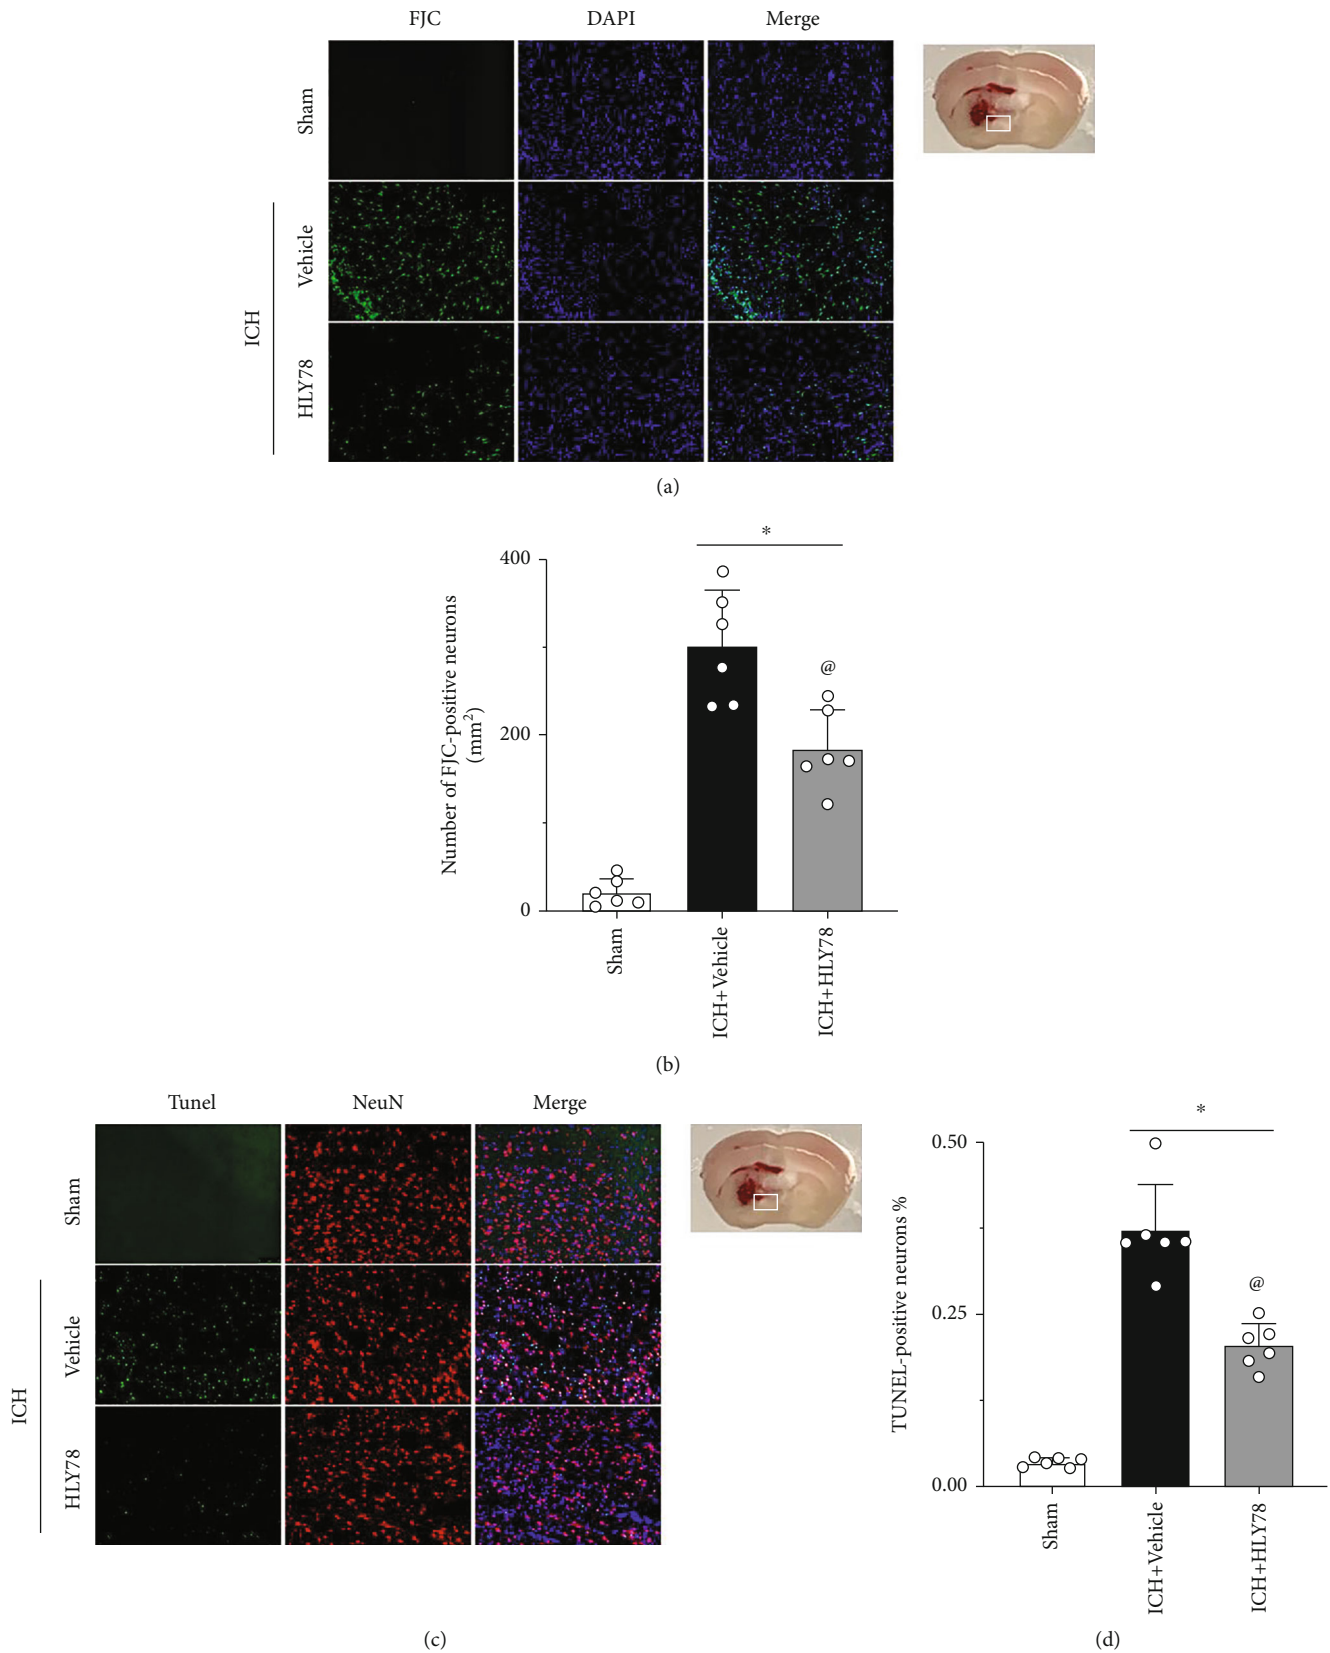 FJC DAPI Merge
Sham
Vehicle
HLY78
ICH
(a)
*
@
400
200
0
Number of FJC-positive neurons
(mm²)
Sham
ICH+Vehicle
ICH+HLY78
(b)
Tunel NeuN Merge
Sham
Vehicle
HLY78
ICH
(c)
*
@
0.50
0.25
0.00
TUNEL-positive neurons %
Sham
ICH+Vehicle
ICH+HLY78
(d)